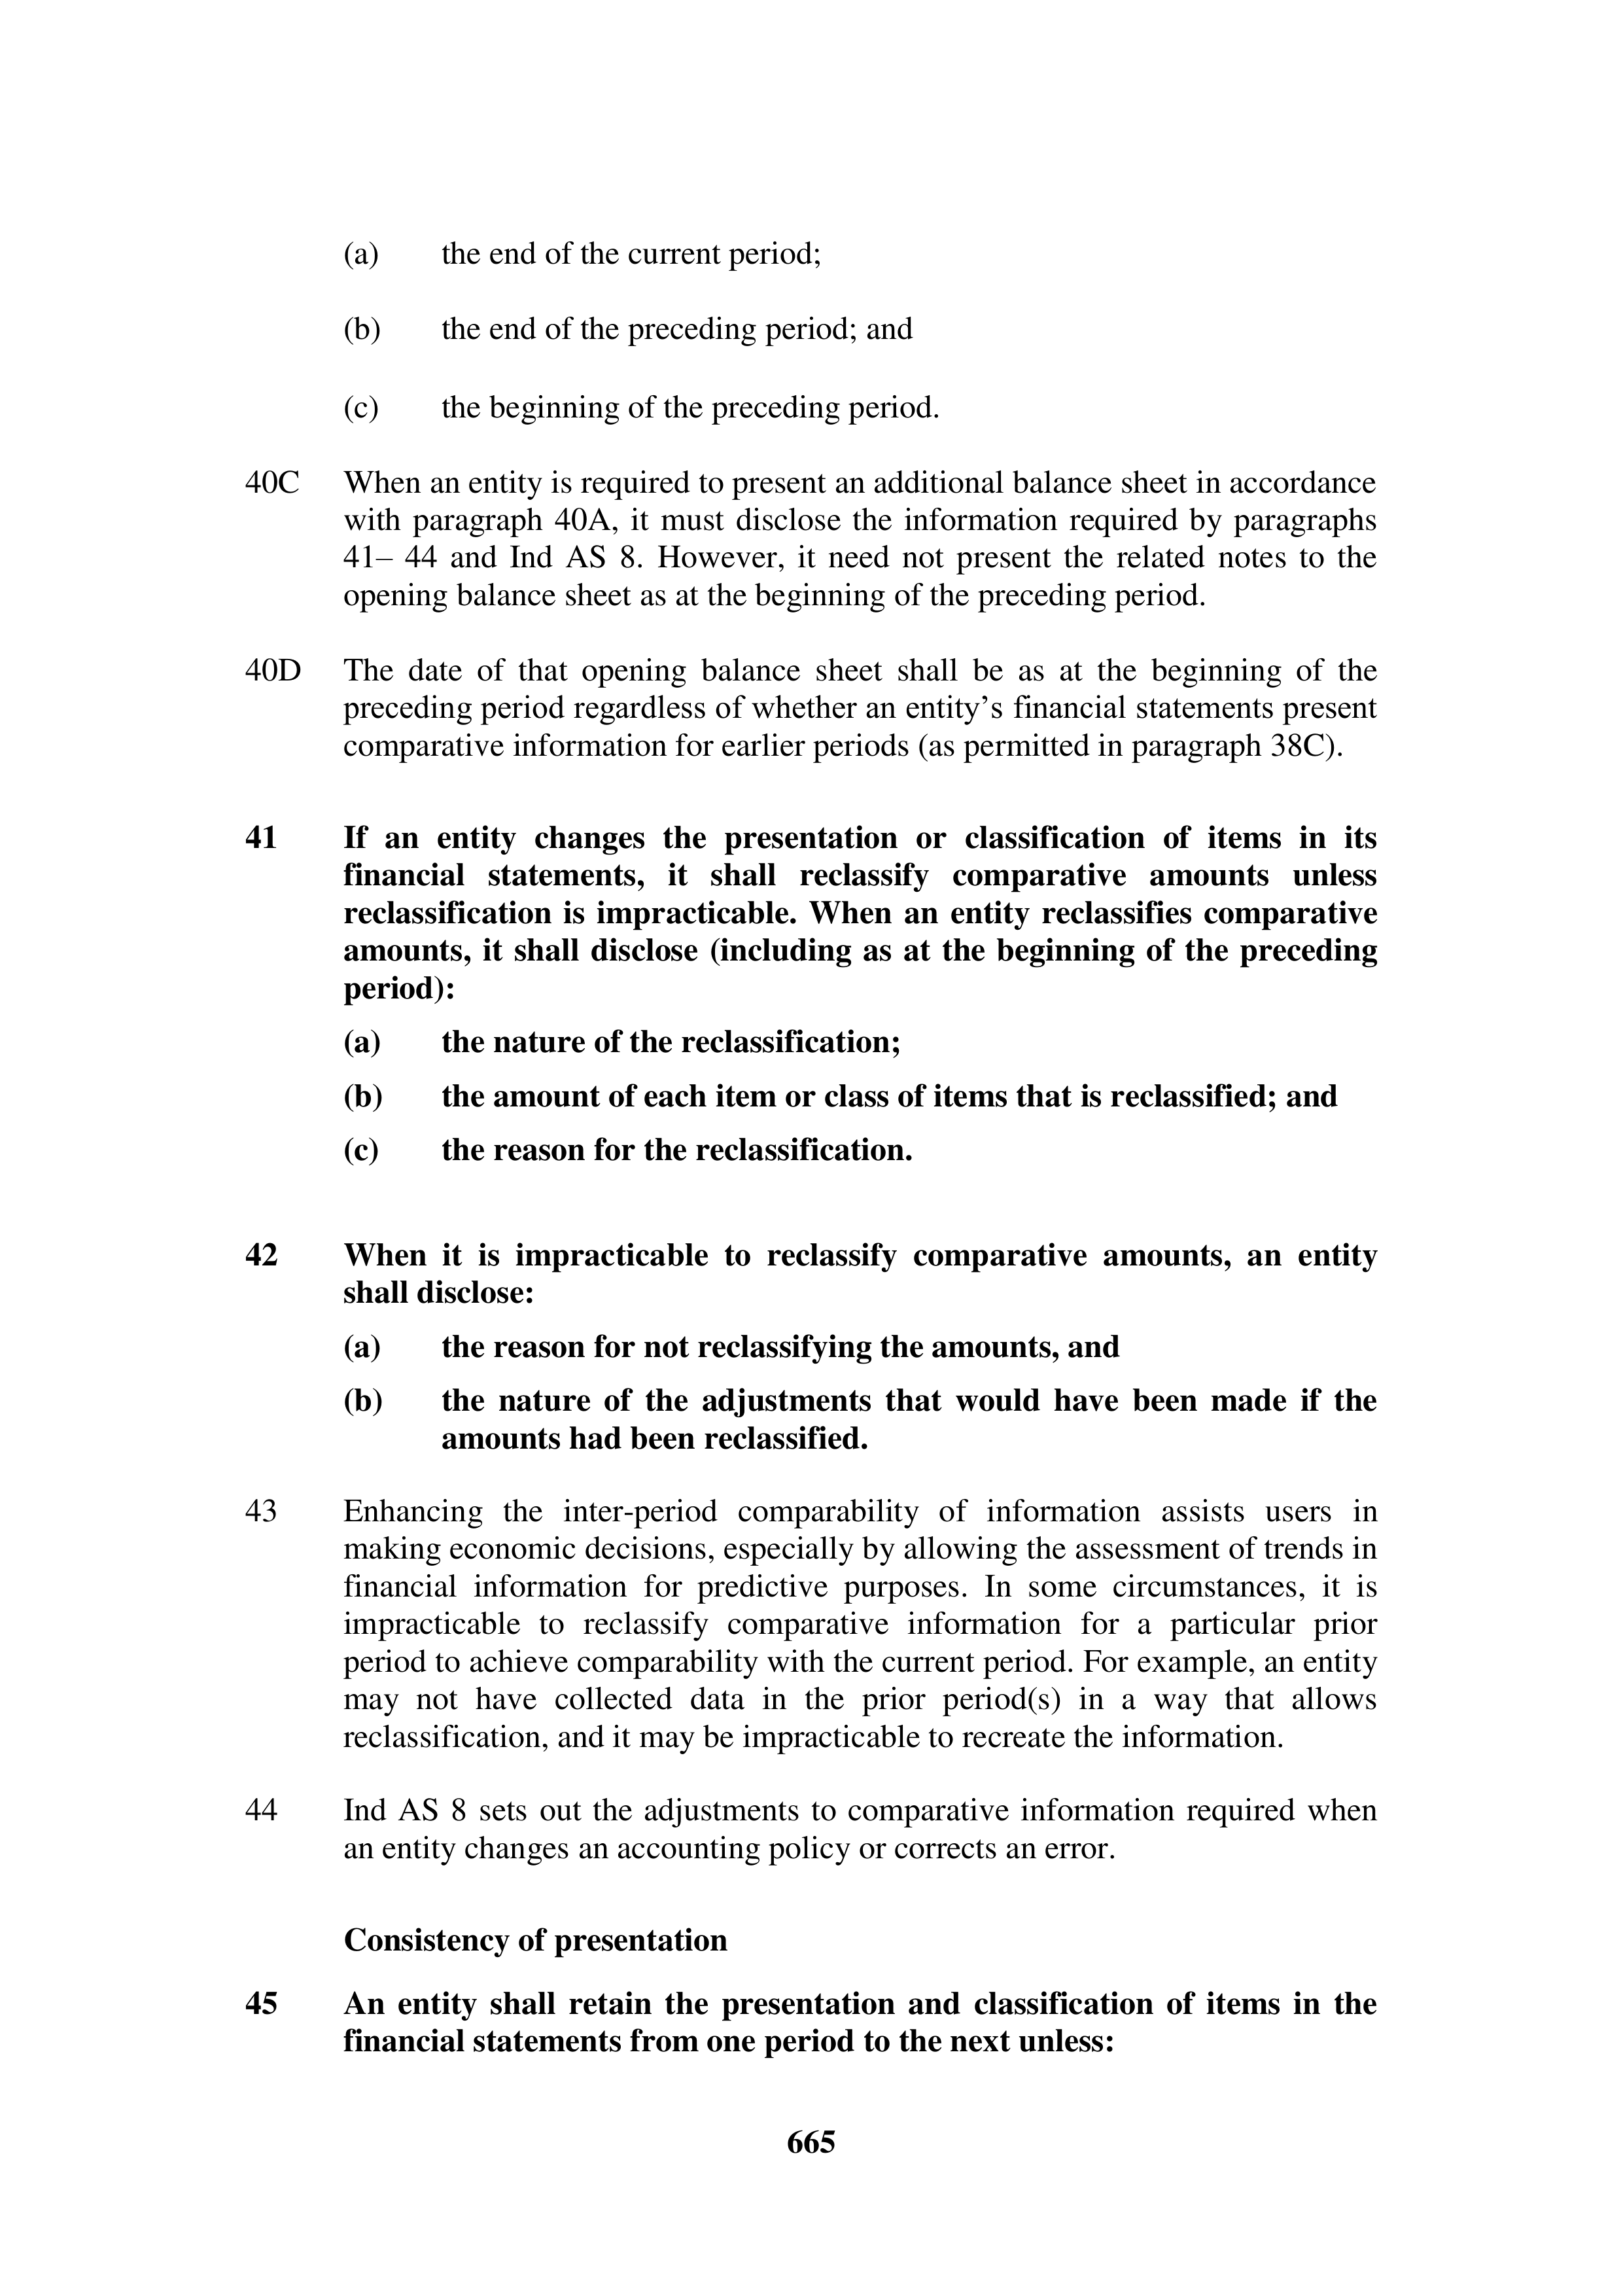 (a) the end of the current period;
(b) the end of the preceding period; and
(c) the beginning of the preceding period.
40C When an entity is required to present an additional balance sheet in accordance
with paragraph 40A, it must disclose the information required by paragraphs
41– 44 and Ind AS 8. However, it need not present the related notes to the
opening balance sheet as at the beginning of the preceding period.
40D The date of that opening balance sheet shall be as at the beginning of the
preceding period regardless of whether an entity’s financial statements present
comparative information for earlier periods (as permitted in paragraph 38C).
41 If an entity changes the presentation or classification of items in its
financial statements, it shall reclassify comparative amounts unless
reclassification is impracticable. When an entity reclassifies comparative
amounts, it shall disclose (including as at the beginning of the preceding
period):
(a) the nature of the reclassification;
(b) the amount of each item or class of items that is reclassified; and
(c) the reason for the reclassification.
42 When it is impracticable to reclassify comparative amounts, an entity
shall disclose:
(a) the reason for not reclassifying the amounts, and
(b) the nature of the adjustments that would have been made if the
amounts had been reclassified.
43 Enhancing the inter-period comparability of information assists users in
making economic decisions, especially by allowing the assessment of trends in
financial information for predictive purposes. In some circumstances, it is
impracticable to reclassify comparative information for a particular prior
period to achieve comparability with the current period. For example, an entity
may not have collected data in the prior period(s) in a way that allows
reclassification, and it may be impracticable to recreate the information.
44 Ind AS 8 sets out the adjustments to comparative information required when
an entity changes an accounting policy or corrects an error.
Consistency of presentation
45 An entity shall retain the presentation and classification of items in the
financial statements from one period to the next unless:
665